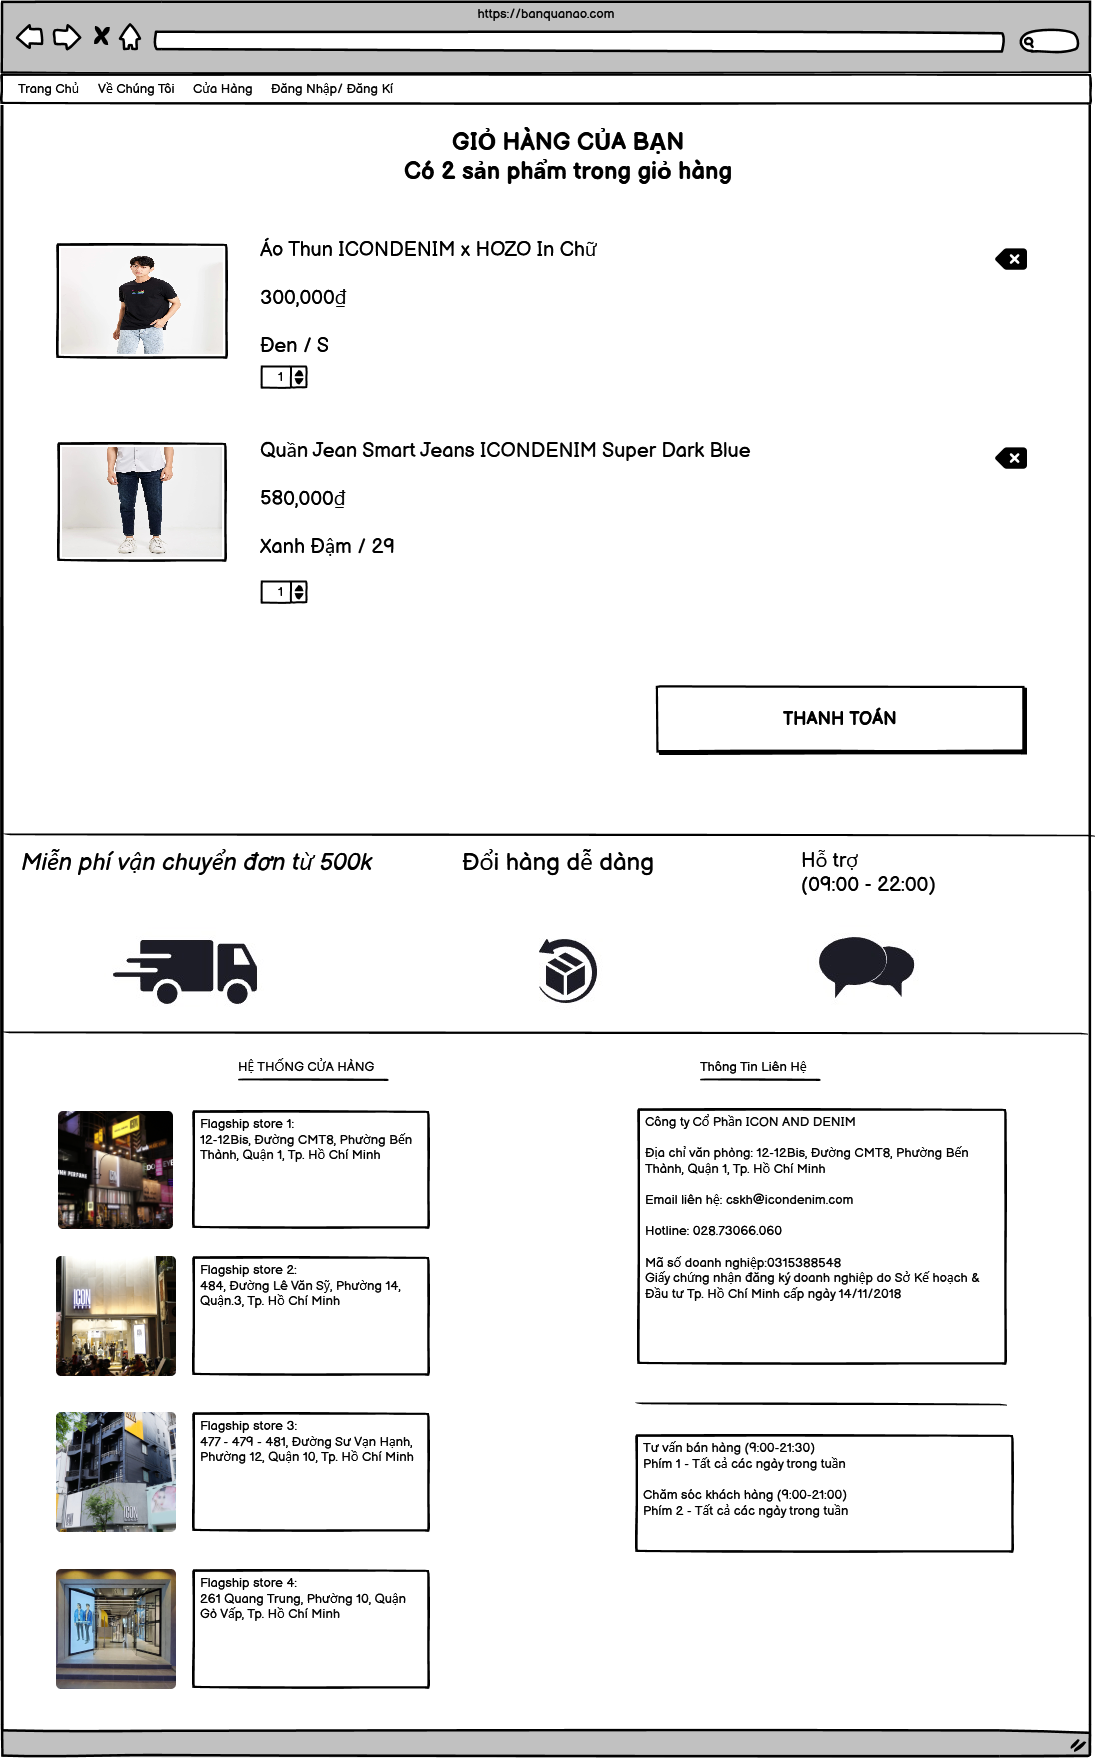 https://banquanao.com
Trang Chủ Về Chúng Tôi Cửa Hàng Đăng Nhập/ Đăng Kí
GIỎ HÀNG CỦA BẠN
Có 2 sản phẩm trong giỏ hàng
Áo Thun ICONDENIM x HOZO In Chữ
300,000₫
Đen / S
1
Quần Jean Smart Jeans ICONDENIM Super Dark Blue
580,000₫
Xanh Đậm / 29
1
THANH TOÁN
Miễn phí vận chuyển đơn từ 500k
Đổi hàng dễ dàng
Hỗ trợ
(09:00 - 22:00)
HỆ THỐNG CỬA HÀNG
Flagship store 1:
12-12Bis, Đường CMT8, Phường Bến
Thành, Quận 1, Tp. Hồ Chí Minh
ICON
Flagship store 2:
484, Đường Lê Văn Sỹ, Phường 14,
Quận.3, Tp. Hồ Chí Minh
Flagship store 3:
477 - 479 - 481, Đường Sư Vạn Hạnh,
Phường 12, Quận 10, Tp. Hồ Chí Minh
ICON
Flagship store 4:
261 Quang Trung, Phường 10, Quận
Gò Vấp, Tp. Hồ Chí Minh
Thông Tin Liên Hệ
Công ty Cổ Phần ICON AND DENIM
Địa chỉ văn phòng: 12-12Bis, Đường CMT8, Phường Bến
Thành, Quận 1, Tp. Hồ Chí Minh
Email liên hệ: cskh@icondenim.com
Hotline: 028.73066.060
Mã số doanh nghiệp:0315388548
Giấy chứng nhận đăng ký doanh nghiệp do Sở Kế hoạch &
Đầu tư Tp. Hồ Chí Minh cấp ngày 14/11/2018
Tư vấn bán hàng (9:00-21:30)
Phím 1 - Tất cả các ngày trong tuần
Chăm sóc khách hàng (9:00-21:00)
Phím 2 - Tất cả các ngày trong tuần